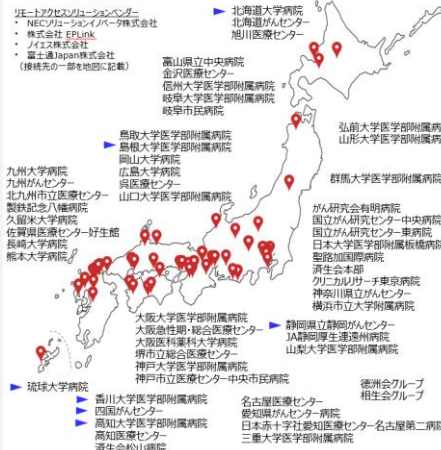 リモートアクセスソリューションベンダー
・ NECソリューションイノベータ株式会社
・ 株式会社 EPLink
・ ノイエス株式会社
・ 富士通Japan株式会社
(接続先の一部を地図に記載)
北海道大学病院
北海道がんセンター
旭川医療センター
富山県立中央病院
金沢医療センター
信州大学医学部附属病院
岐阜大学医学部附属病院
岐阜市民病院
弘前大学医学部附属病
山形大学医学部附属病
鳥取大学医学部附属病院
島根大学医学部附属病院
岡山大学病院
広島大学病院
呉医療センター
山口大学医学部附属病院
群馬大学医学部附属病院
九州大学病院
九州がんセンター
北九州市立医療センター
製鉄記念八幡病院
久留米大学病院
佐賀県医療センター好生館
長崎大学病院
熊本大学病院
がん研究会有明病院
国立がん研究センター中央病院
国立がん研究センター東病院
日本大学医学部附属板橋病院
聖路加国際病院
済生会本部
クリニカルリサーチ東京病院
神奈川県立がんセンター
横浜市立大学附属病院
大阪大学医学部附属病院
大阪急性期・総合医療センター
大阪医科薬科大学病院
堺市立総合医療センター
神戸大学医学部附属病院
神戸市立医療センター中央市民病院
静岡県立静岡がんセンター
JA静岡厚生連遠州病院
山梨大学医学部附属病院
琉球大学病院
香川大学医学部附属病院
四国がんセンター
高知大学医学部附属病院
高知医療センター
済生会松山病院
名古屋医療センター
愛知県がんセンター病院
日本赤十字社愛知医療センター名古屋第二病院
三重大学医学部附属病院
徳洲会グループ
相生会グループ